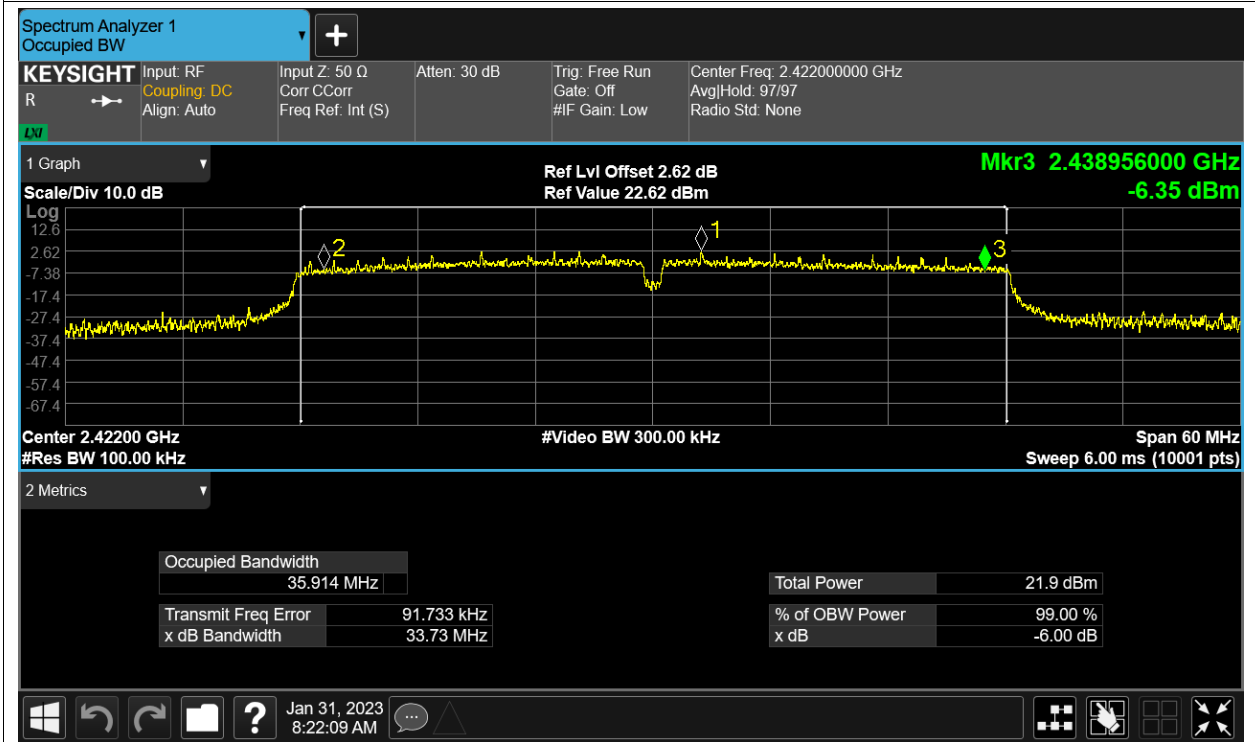 Spectrum Analyzer 1
Occupied BW
KEYSIGHT
R
LXI
Input: RF
Coupling: DC
Align: Auto
Input Z: 50 Ω
Corr CCorr
Freq Ref: Int (S)
Atten: 30 dB
Trig: Free Run
Gate: Off
#IF Gain: Low
Center Freq: 2.422000000 GHz
Avg|Hold: 97/97
Radio Std: None
1 Graph
Scale/Div 10.0 dB
Ref Lvl Offset 2.62 dB
Ref Value 22.62 dBm
Mkr3 2.438956000 GHz
-6.35 dBm
Log
12.6
2.62
-7.38
-17.4
-27.4
-37.4
-47.4
-57.4
-67.4
2
1
3
Center 2.42200 GHz
#Video BW 300.00 kHz
Span 60 MHz
#Res BW 100.00 kHz
Sweep 6.00 ms (10001 pts)
2 Metrics
Occupied Bandwidth
35.914 MHz
Transmit Freq Error 91.733 kHz
x dB Bandwidth 33.73 MHz
Total Power 21.9 dBm
% of OBW Power 99.00 %
x dB -6.00 dB
?
Jan 31, 2023
8:22:09 AM